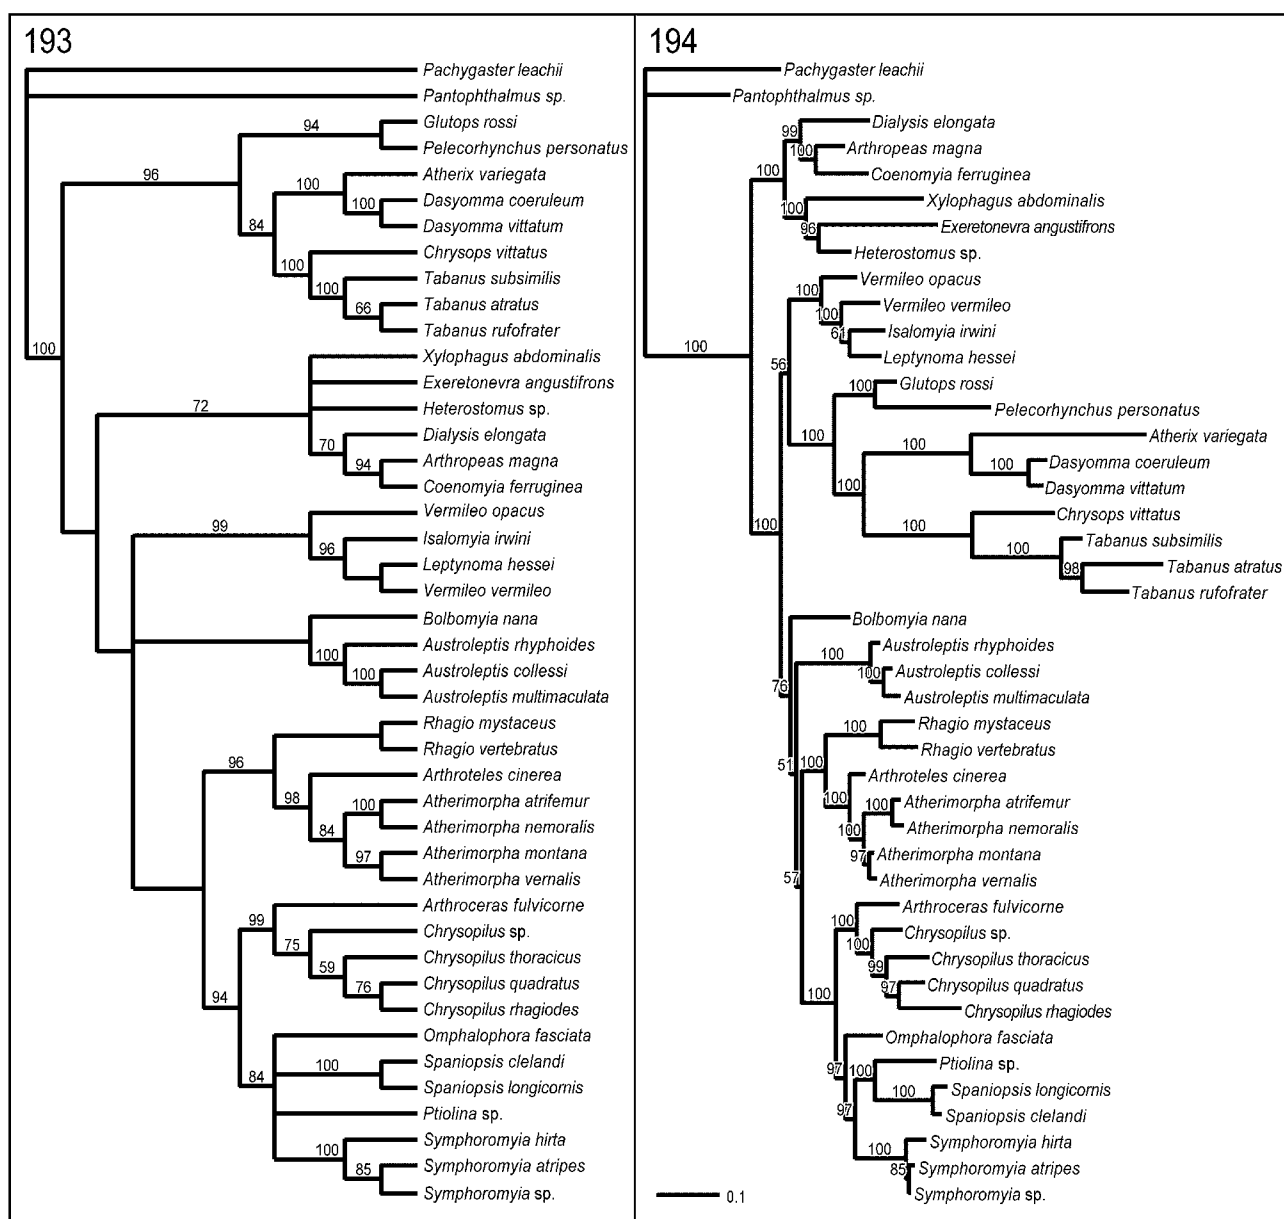 193
Pachygaster leachii
Pantophthalmus sp.
94
Glutops rossi
Pelecorhynchus personatus
96
100
Atherix variegata
100
Dasyomma coeruleum
84
Dasyomma vittatum
100
Chrysops vittatus
100
Tabanus subsimilis
66
Tabanus atratus
Tabanus rufofrater
100
Xylophagus abdominalis
72
Exeretonevra angustifrons
Heterostomus sp.
70
Dialysis elongata
94
Arthropeas magna
Coenomyia ferruginea
99
Vermileo opacus
96
Isalomyia irwini
Leptynoma hessei
Vermileo vermileo
Bolbomyia nana
100
Austroleptis rhyphoides
100
Austroleptis collessi
Austroleptis multimaculata
Rhagio mystaceus
96
Rhagio vertebratus
98
Arthroteles cinerea
100
Atherimorpha atrifemur
84
Atherimorpha nemoralis
97
Atherimorpha montana
Atherimorpha vernalis
99
Arthroceras fulvicorne
75
Chrysopilus sp.
59
Chrysopilus thoracicus
76
Chrysopilus quadratus
94
Chrysopilus rhagiodes
Omphalophora fasciata
84
100
Spaniopsis clelandi
Spaniopsis longicornis
Ptiolina sp.
100
Symphoromyia hirta
85
Symphoromyia atripes
Symphoromyia sp.
194
Pachygaster leachii
Pantophthalmus sp.
99
Dialysis elongata
100
Arthropeas magna
100
Coenomyia ferruginea
100
Xylophagus abdominalis
96
Exeretonevra angustifrons
Heterostomus sp.
100
Vermileo opacus
100
Vermileo vermileo
61
Isalomyia irwini
100
Leptynoma hessei
56
100
Glutops rossi
Pelecorhynchus personatus
100
100
Atherix variegata
100
Dasyomma coeruleum
100
Dasyomma vittatum
100
100
Chrysops vittatus
100
Tabanus subsimilis
98
Tabanus atratus
Tabanus rufofrater
Bolbomyia nana
100
Austroleptis rhyphoides
100
Austroleptis collessi
76
Austroleptis multimaculata
100
Rhagio mystaceus
51
100
Rhagio vertebratus
100
Arthroteles cinerea
100
Atherimorpha atrifemur
100
Atherimorpha nemoralis
97
Atherimorpha montana
57
Atherimorpha vernalis
100
Arthroceras fulvicorne
100
Chrysopilus sp.
99
Chrysopilus thoracicus
97
Chrysopilus quadratus
100
Chrysopilus rhagiodes
Omphalophora fasciata
97
100
Ptiolina sp.
100
Spaniopsis longicornis
97
Spaniopsis clelandi
100
Symphoromyia hirta
85
Symphoromyia atripes
Symphoromyia sp.
0.1